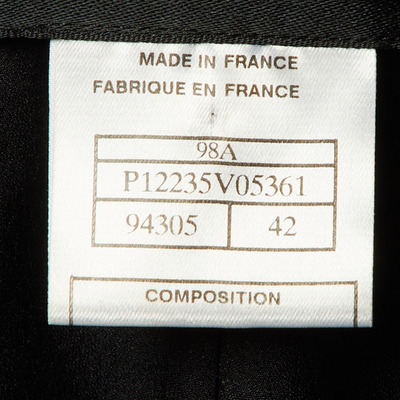 MADE IN FRANCE
FABRIQUE EN FRANCE
98A
P12235V05361
94305 42
COMPOSITION